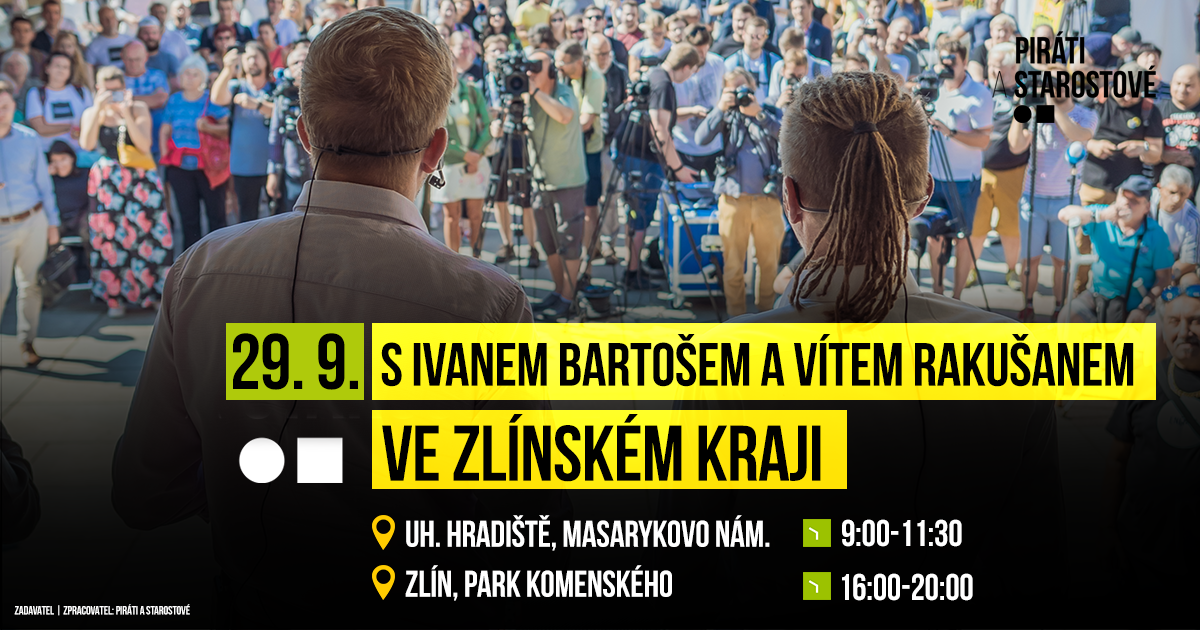 PIRÁTI
A STAROSTOVÉ
29. 9. S IVANEM BARTOŠEM A VÍTEM RAKUŠANEM
VE ZLÍNSKÉM KRAJI
UH. HRADIŠTĚ, MASARYKOVO NÁM. 9:00-11:30
ZLÍN, PARK KOMENSKÉHO 16:00-20:00
ZADAVATEL | ZPRACOVATEL: PIRÁTI A STAROSTOVÉ